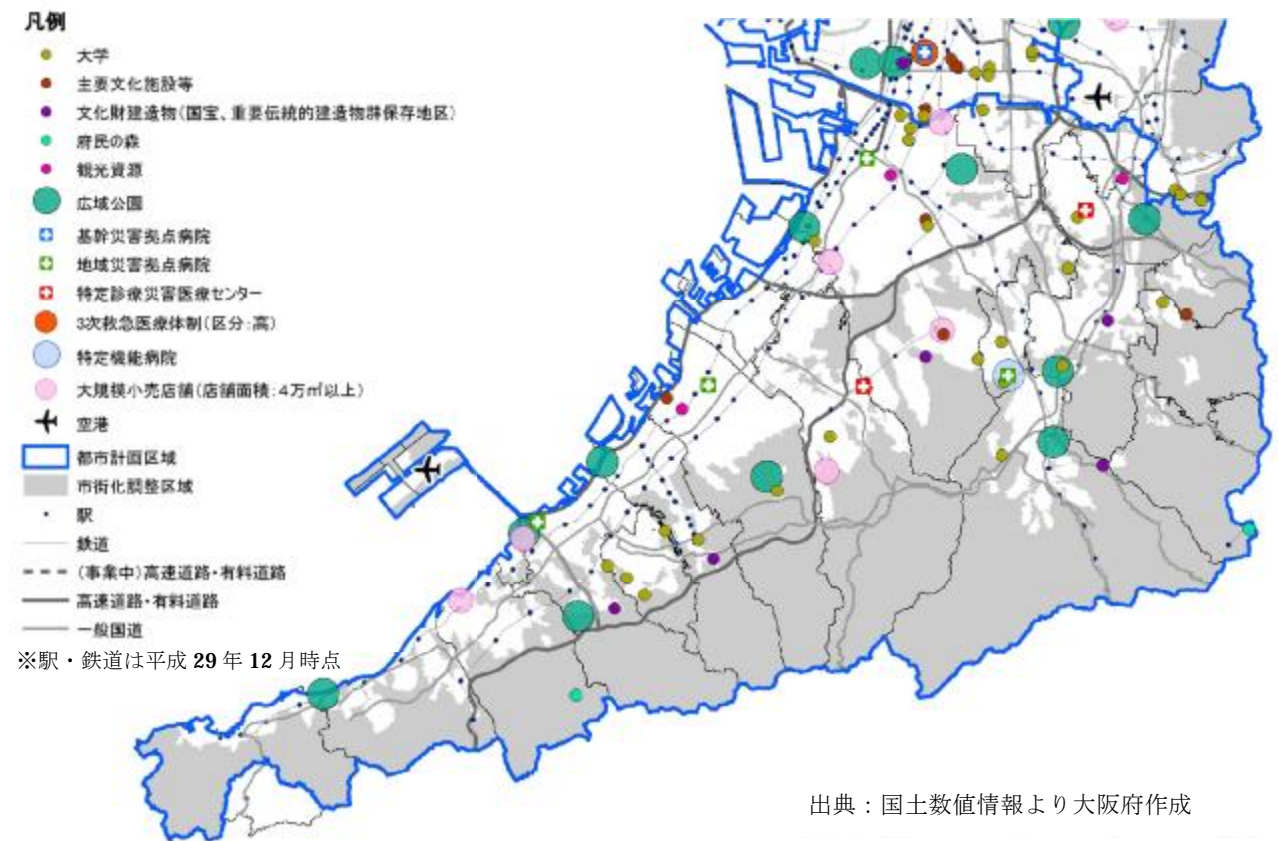 凡例
大学
主要文化施設等
文化財建造物(国宝、重要伝統的建造物群保存地区)
府民の森
観光資源
広域公園
基幹災害拠点病院
地域災害拠点病院
特定診療災害医療センター
3次救急医療体制(区分:高)
特定機能病院
大規模小売店舗(店舗面積:4万㎡以上)
空港
都市計画区域
市街化調整区域
駅
鉄道
(事業中)高速道路・有料道路
高速道路・有料道路
一般国道
※駅・鉄道は平成 29 年 12 月時点
出典:国土数値情報より大阪府作成